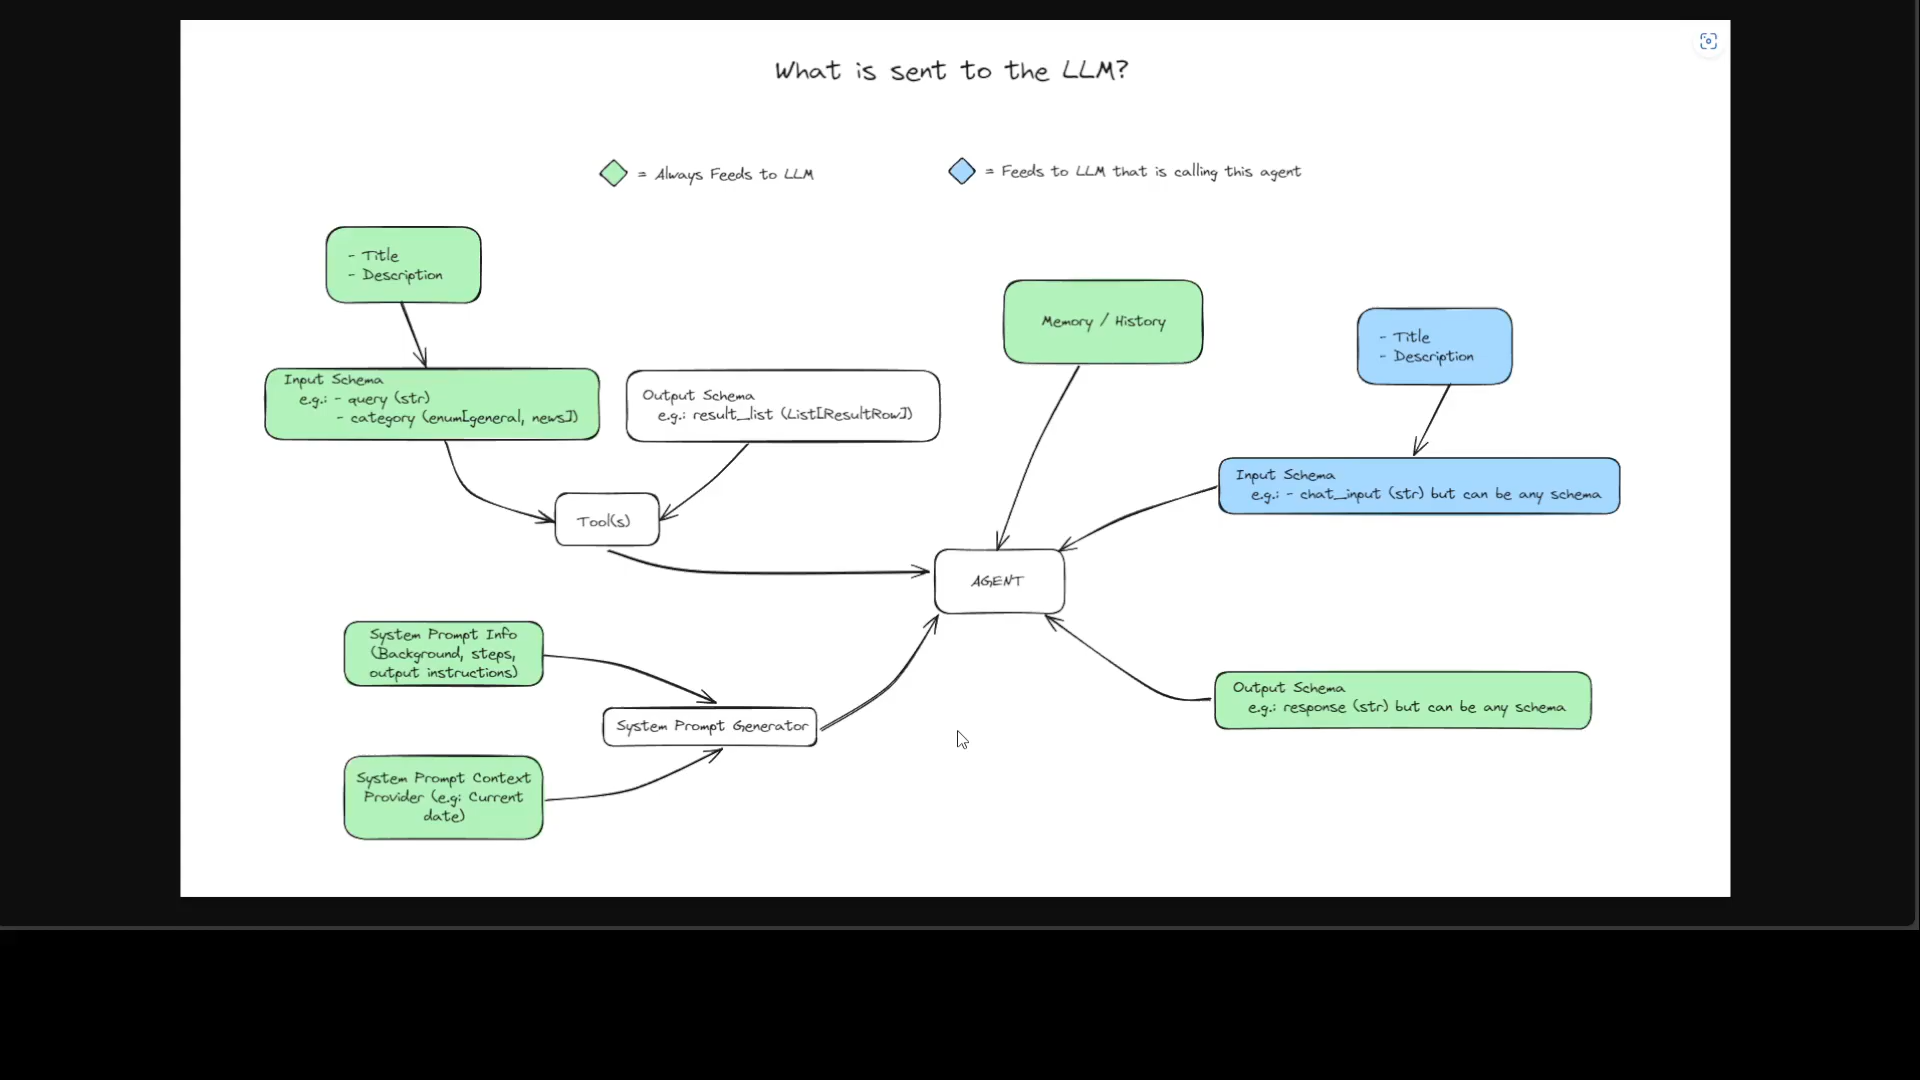 What is sent to the LLM?
= Always Feeds to LLM
= Feeds to LLM that is calling this agent
- Title
- Description
Input Schema
e.g.: - query (str)
- category (enum[general, news])
Output Schema
e.g.: result_list (List[ResultRow])
Tool(s)
Memory / History
- Title
- Description
Input Schema
e.g.: - chat_input (str) but can be any schema
AGENT
System Prompt Info
(Background, steps,
output instructions)
System Prompt Generator
System Prompt Context
Provider (e.g; Current
date)
Output Schema
e.g.: response (str) but can be any schema